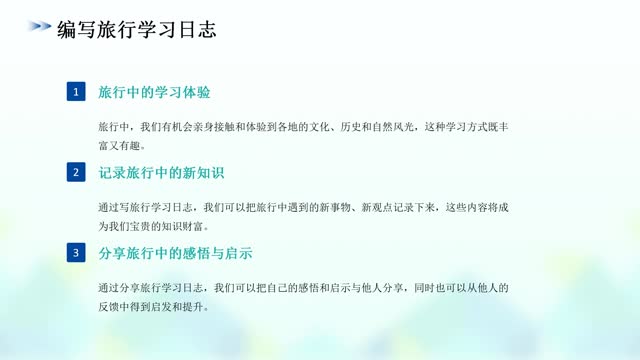 编写旅行学习日志
1 旅行中的学习体验
旅行中，我们有机会亲身接触和体验到各地的文化、历史和自然风光，这种学习方式既丰
富又有趣。
2 记录旅行中的新知识
通过写旅行学习日志，我们可以把旅行中遇到的新事物、新观点记录下来，这些内容将成
为我们宝贵的知识财富。
3 分享旅行中的感悟与启示
通过分享旅行学习日志，我们可以把自己的感悟和启示与他人分享，同时也可以从他人的
反馈中得到启发和提升。